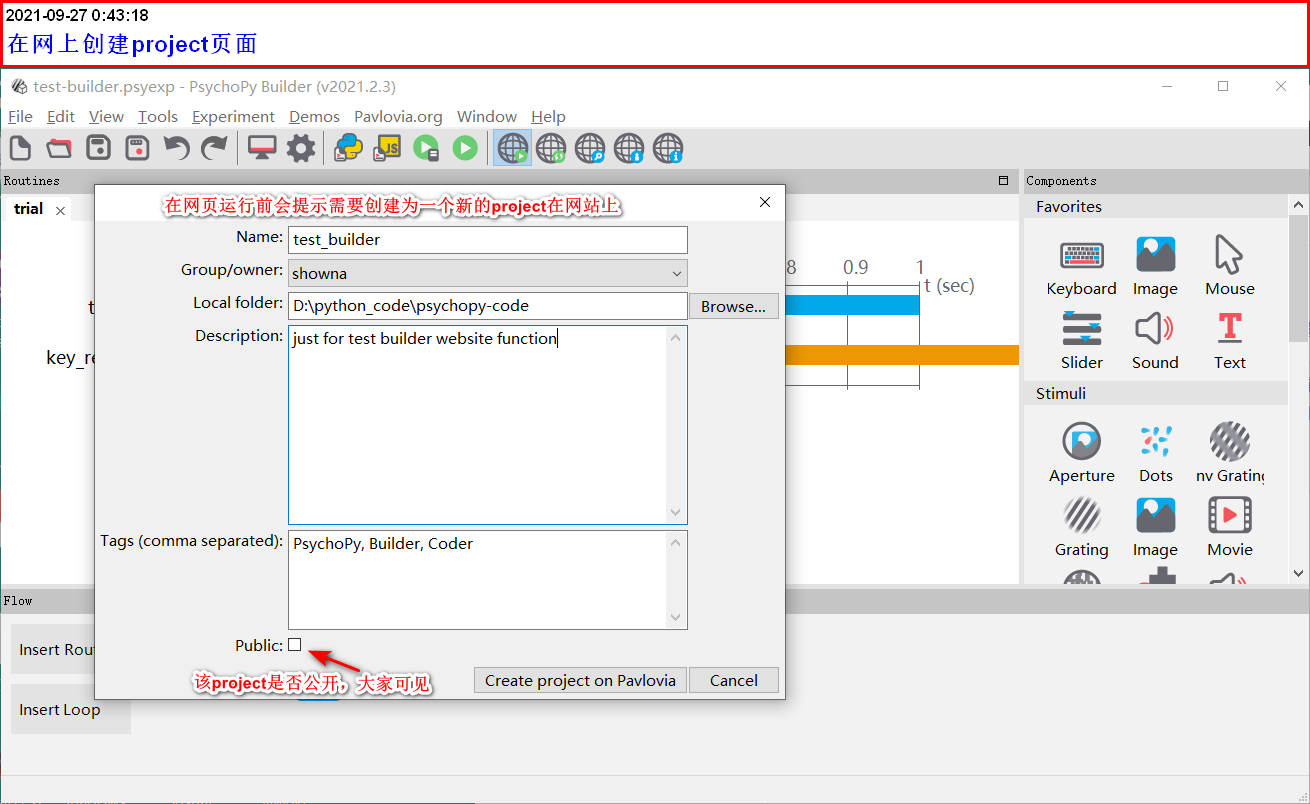 2021-09-27 0:43:18
在网上创建project页面
test-builder.psyexp - PsychoPy Builder (v2021.2.3)
File Edit View Tools Experiment Demos Pavlovia.org Window Help
JS
Routines
trial
在网页运行前会提示需要创建为一个新的project在网站上
Name: test_builder
Group/owner: showna
Local folder: D:\python_code\psychopy-code Browse...
Description: just for test builder website function
Tags (comma separated): PsychoPy, Builder, Coder
Public:
该project是否公开，大家可见
Create project on Pavlovia Cancel
8 0.9 1
t (sec)
t
key_re
Components
Favorites
Keyboard Image Mouse
Slider Sound Text
Stimuli
Aperture Dots nv Grating
Grating Image Movie
Flow
Insert Rou
Insert Loop